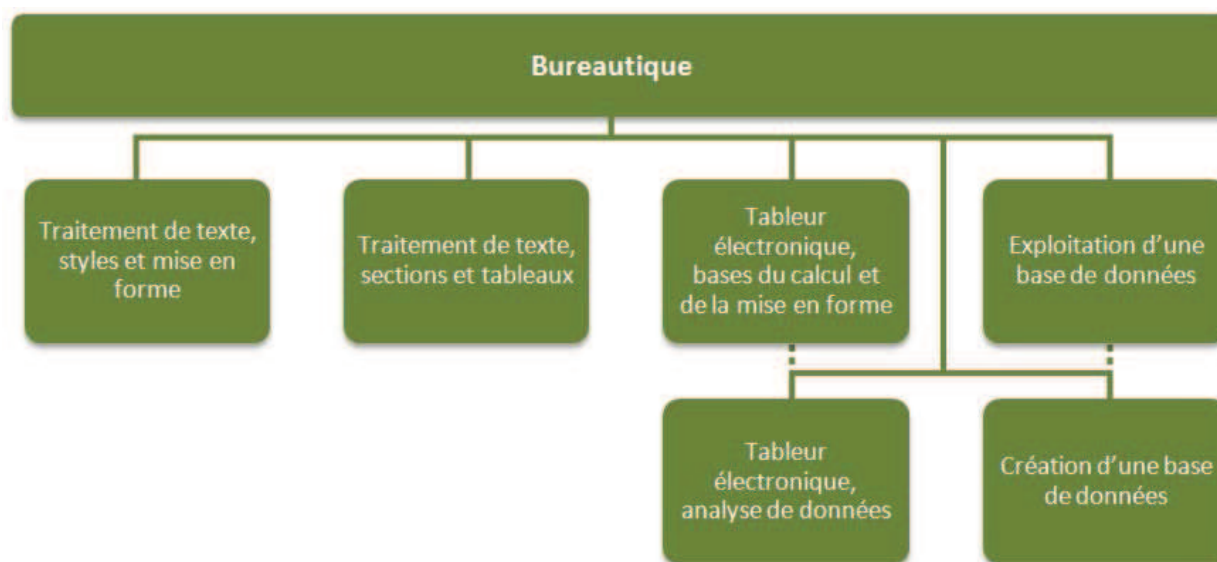 Bureautique
Traitement de texte,
styles et mise en
forme
Traitement de texte,
sections et tableaux
Tableur
électronique,
bases du calcul et
de la mise en forme
Exploitation d’une
base de données
Tableur
électronique,
analyse de données
Création d’une base
de données